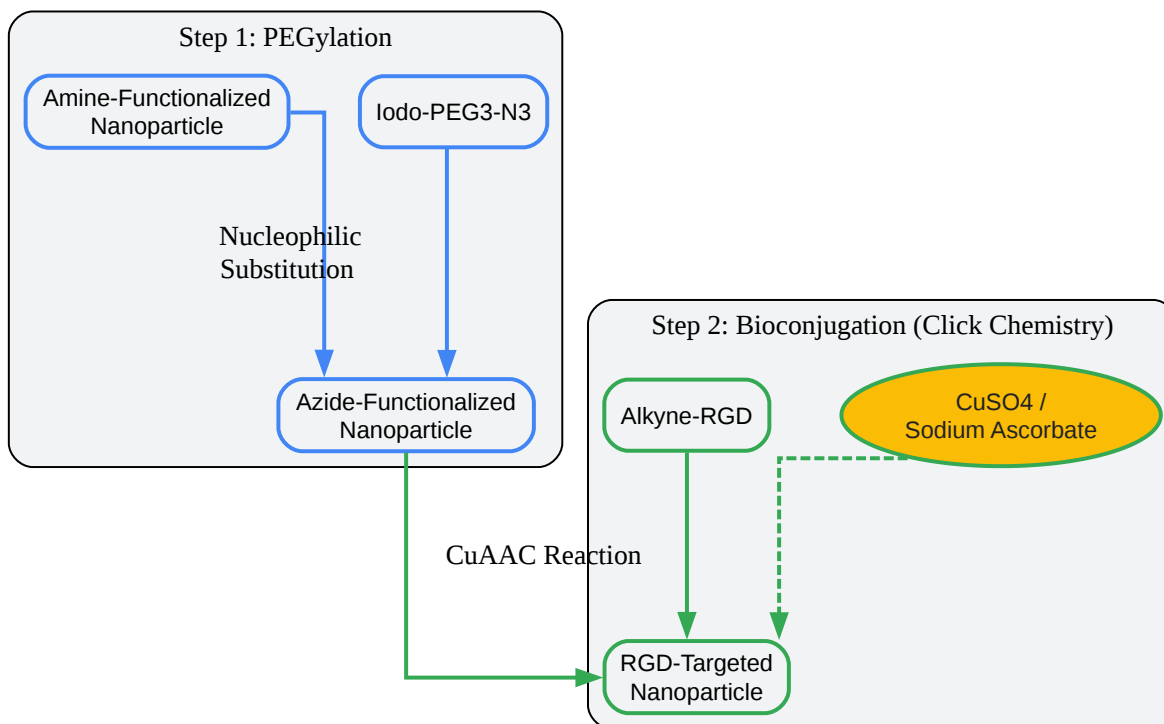 Step 1: PEGylation
Amine-Functionalized
Nanoparticle
Iodo-PEG3-N3
Nucleophilic
Substitution
Azide-Functionalized
Nanoparticle
Step 2: Bioconjugation (Click Chemistry)
Alkyne-RGD
CuSO4 /
Sodium Ascorbate
CuAAC Reaction
RGD-Targeted
Nanoparticle